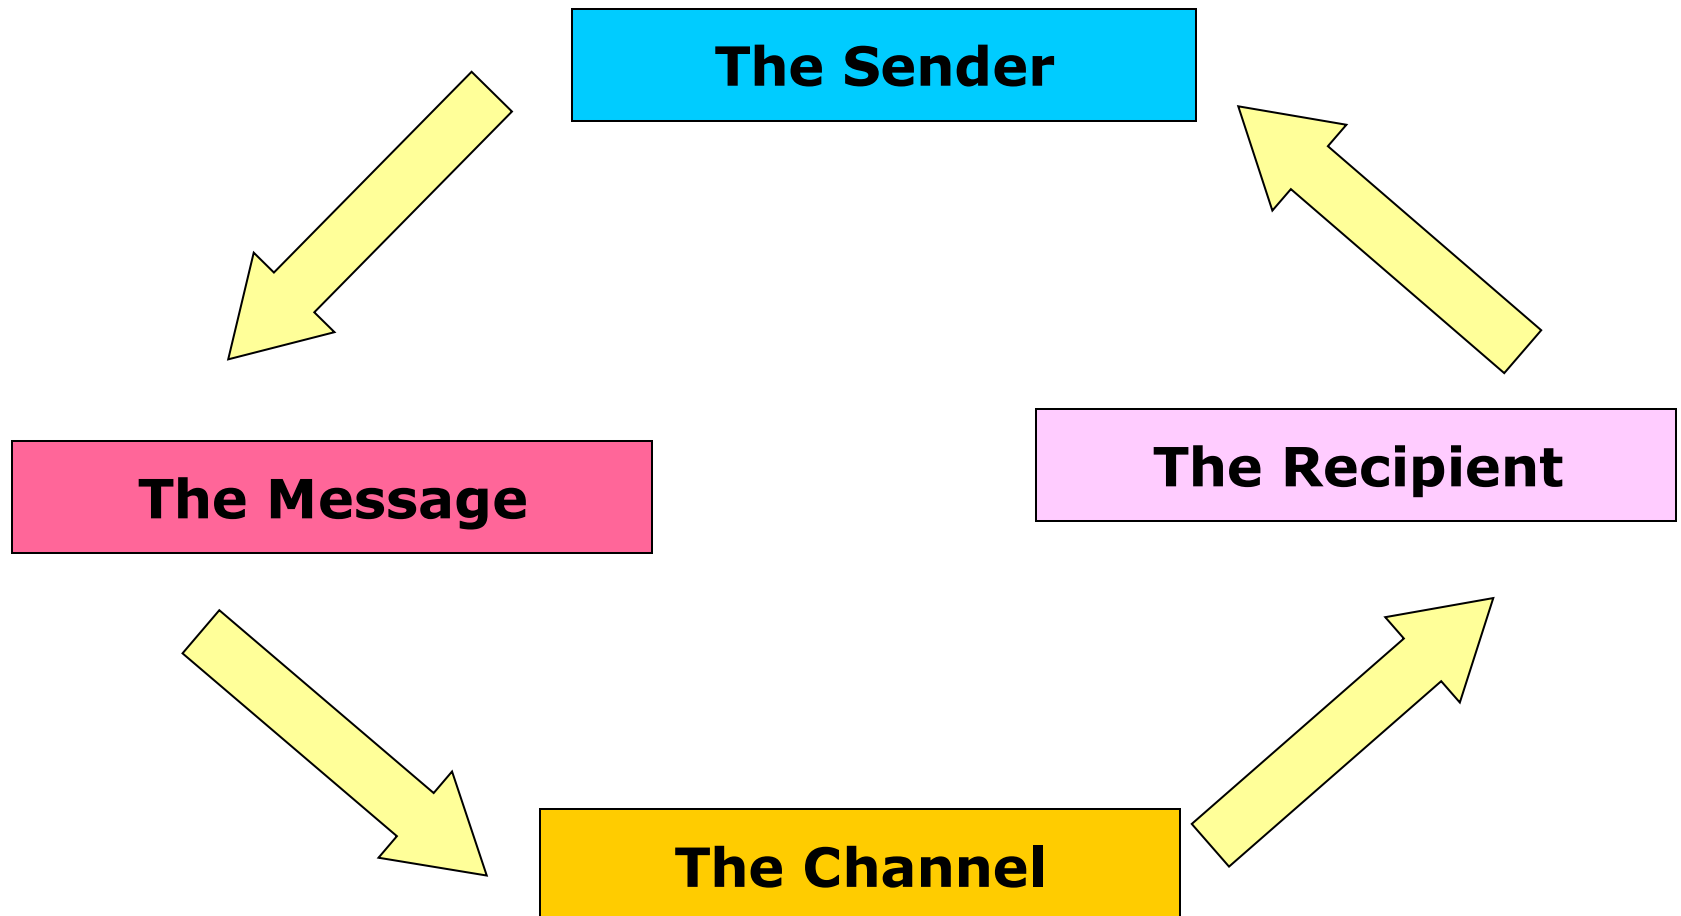 The Sender
The Recipient
The Message
The Channel